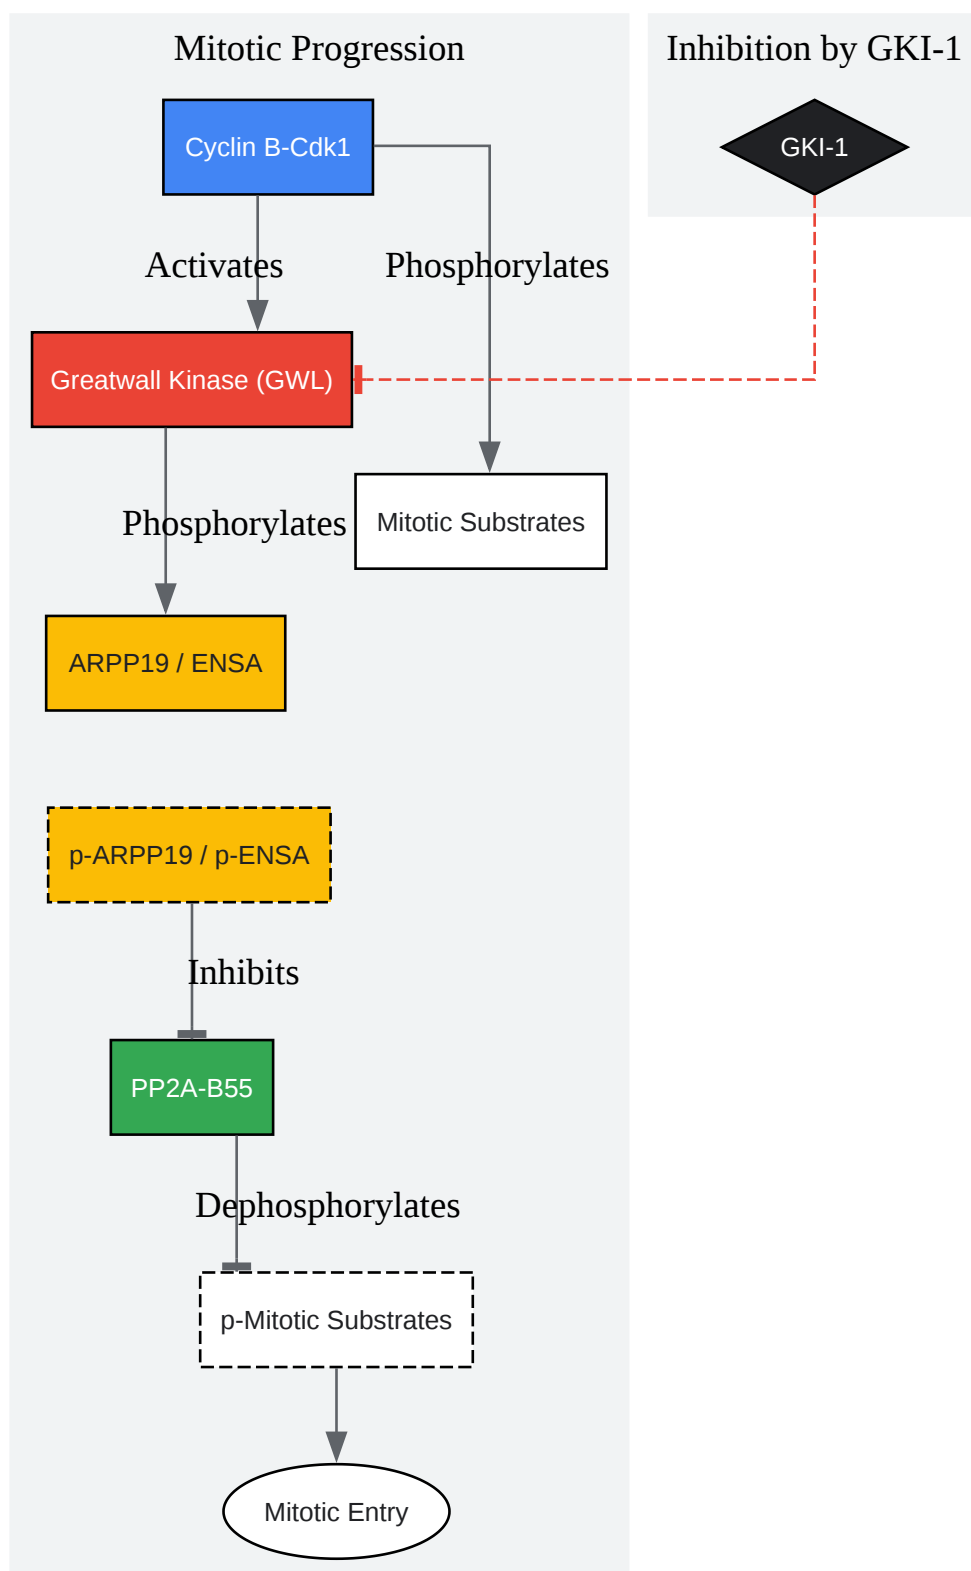 Mitotic Progression
Inhibition by GKI-1
Cyclin B-Cdk1
GKI-1
Activates
Phosphorylates
Greatwall Kinase (GWL)
Phosphorylates
Mitotic Substrates
ARPP19 / ENSA
p-ARPP19 / p-ENSA
Inhibits
PP2A-B55
Dephosphorylates
p-Mitotic Substrates
Mitotic Entry